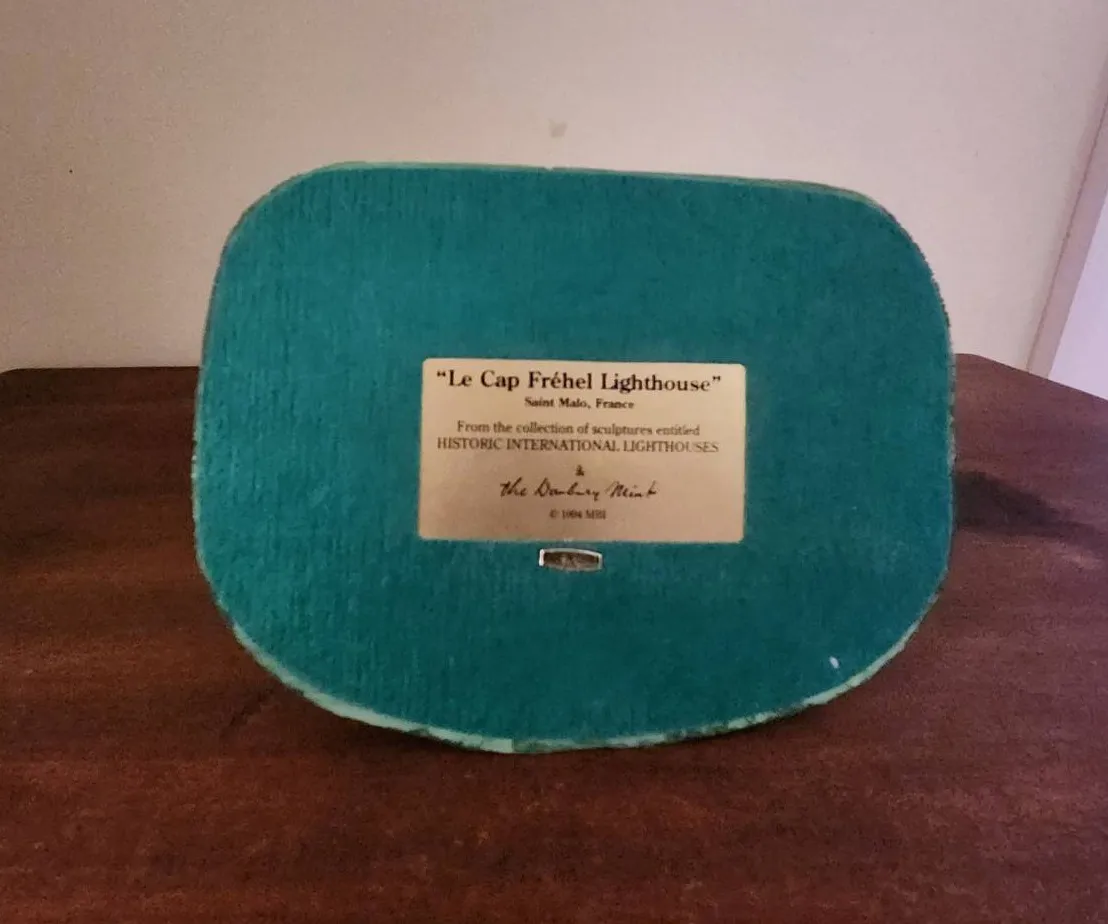 “Le Cap Fréhel Lighthouse”
Saint Malo, France
From the collection of sculptures entitled
HISTORIC INTERNATIONAL LIGHTHOUSES
&
the Danbury Mint
© 1994 MBI